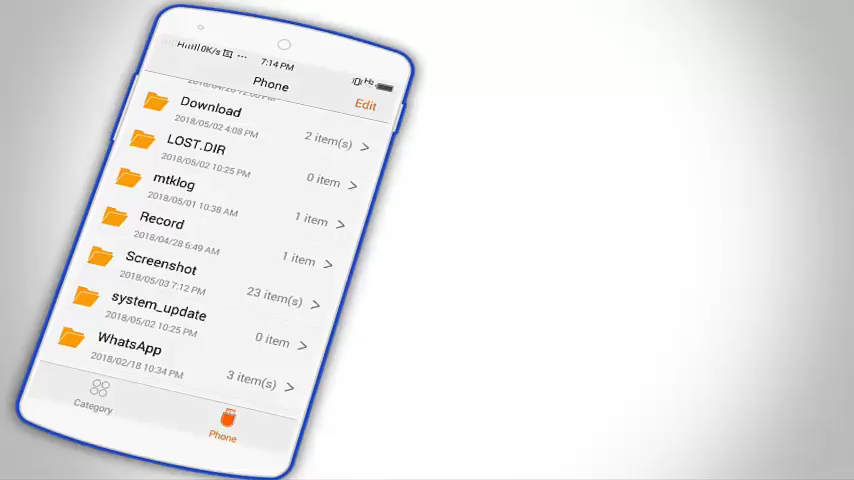 0K/s ... 7:14 PM
Phone
Edit
Download
2018/05/02 4:08 PM
2 item(s) >
LOST.DIR
2018/05/02 10:25 PM
0 item >
mtklog
2018/05/01 10:38 AM
1 item >
Record
2018/04/28 6:49 AM
1 item >
Screenshot
2018/05/03 7:12 PM
23 item(s) >
system_update
2018/05/02 10:25 PM
0 item >
WhatsApp
2018/02/18 10:34 PM
3 item(s) >
Category
Phone